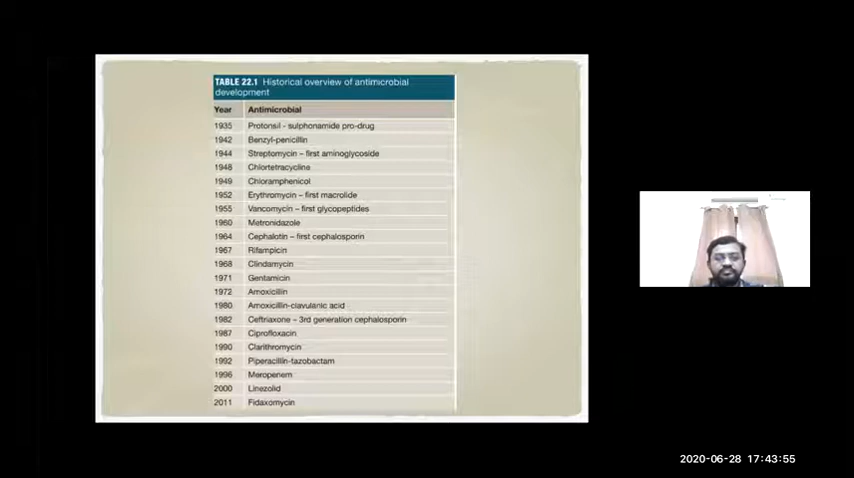 TABLE 22.1 Historical overview of antimicrobial
development
Year Antimicrobial
1935 Protonsil - sulphonamide pro-drug
1942 Benzyl-penicillin
1944 Streptomycin – first aminoglycoside
1948 Chlortetracycline
1949 Chloramphenicol
1952 Erythromycin – first macrolide
1955 Vancomycin – first glycopeptides
1960 Metronidazole
1964 Cephalotin – first cephalosporin
1967 Rifampicin
1968 Clindamycin
1971 Gentamicin
1972 Amoxicillin
1980 Amoxicillin-clavulanic acid
1982 Ceftriaxone – 3rd generation cephalosporin
1987 Ciprofloxacin
1990 Clarithromycin
1992 Piperacillin-tazobactam
1996 Meropenem
2000 Linezolid
2011 Fidaxomycin
2020-06-28 17:43:55